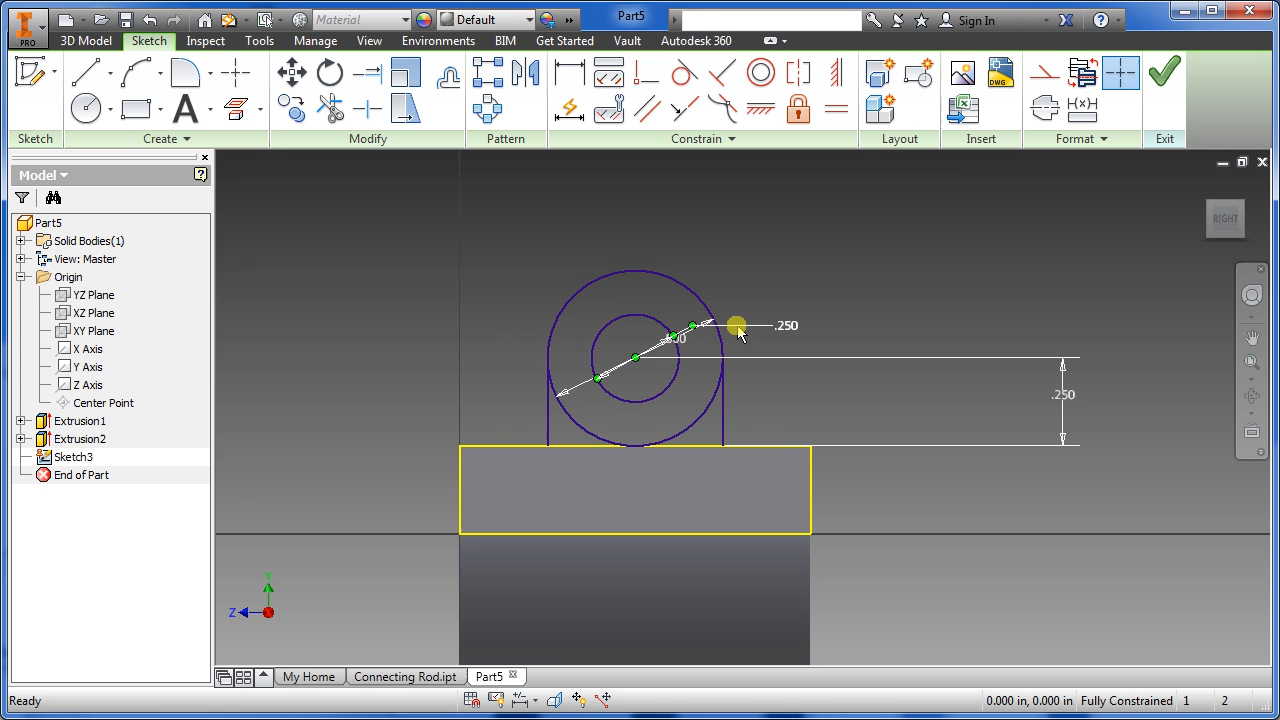 Material
Default
Part5
Sign In
PRO
3D Model
Sketch
Inspect
Tools
Manage
View
Environments
BIM
Get Started
Vault
Autodesk 360
DWG
Sketch
Create
Modify
Pattern
Constrain
Layout
Insert
Format
Exit
Model
Part5
Solid Bodies(1)
View: Master
Origin
YZ Plane
XZ Plane
XY Plane
X Axis
Y Axis
Z Axis
Center Point
Extrusion1
Extrusion2
Sketch3
End of Part
RIGHT
.250
.250
Y
Z
X
My Home
Connecting Rod.ipt
Part5
Ready
0.000 in, 0.000 in
Fully Constrained
1
2